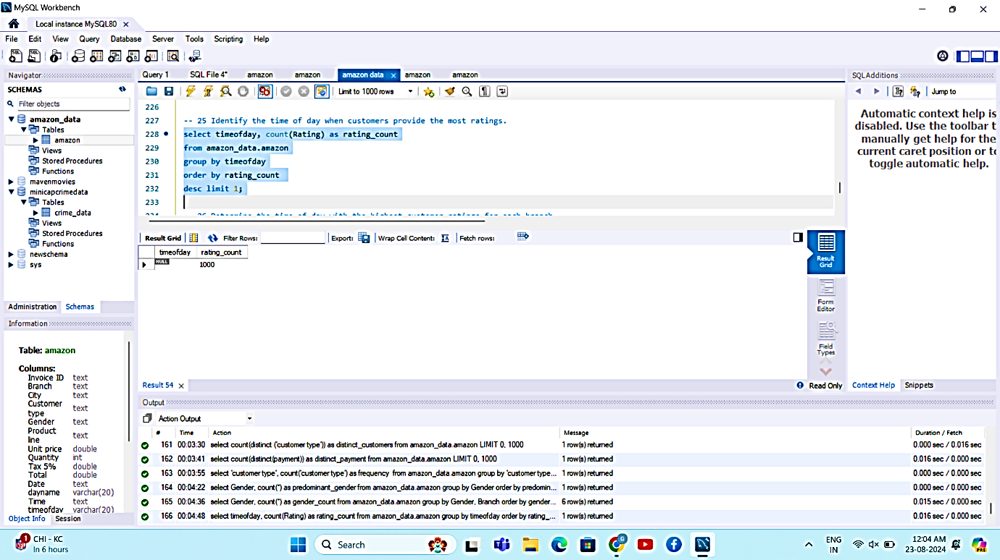 MySQL Workbench
Local instance MySQL80
File Edit View Query Database Server Tools Scripting Help
Navigator
SCHEMAS
Filter objects
amazon_data
Tables
amazon
Views
Stored Procedures
Functions
mavenmovies
minicapcrimedata
Tables
crime_data
Views
Stored Procedures
Functions
newschema
sys
Administration Schemas
Information
Table: amazon
Columns:
Invoice ID text
Branch text
City text
Customer type text
Gender text
Product line text
Unit price double
Quantity int
Tax 5% double
Total double
Date text
dayname varchar(20)
Time text
timeofday varchar(20)
Object Info Session
Query 1 SQL File 4* amazon amazon amazon data amazon amazon
Limit to 1000 rows
226
227 -- 25 Identify the time of day when customers provide the most ratings.
228 select timeofday, count(Rating) as rating_count
229 from amazon_data.amazon
230 group by timeofday
231 order by rating_count
232 desc limit 1;
233
234 -- 26 Determine the time of day with the highest customer ratings for each branch
Result Grid Filter Rows: Export: Wrap Cell Content: Fetch rows:
timeofday rating_count
NULL 1000
Result Grid
Form Editor
Field Types
Result 54
Read Only
SQLAdditions
Jump to
Automatic context help is
disabled. Use the toolbar t
manually get help for the
current caret position or to
toggle automatic help.
Context Help Snippets
Output
Action Output
# Time Action Message Duration / Fetch
161 00:03:30 select count(distinct ('customer type')) as distinct_customers from amazon_data.amazon LIMIT 0, 1000 1 row(s) returned 0.000 sec / 0.016 sec
162 00:03:41 select count(distinct(payment)) as distinct_payment from amazon_data.amazon LIMIT 0, 1000 1 row(s) returned 0.016 sec / 0.000 sec
163 00:03:55 select 'customer type', count('customer type') as frequency from amazon_data.amazon group by 'customer type... 1 row(s) returned 0.000 sec / 0.000 sec
164 00:04:22 select Gender, count(*) as predominant_gender from amazon_data.amazon group by Gender order by predomin... 1 row(s) returned 0.000 sec / 0.000 sec
165 00:04:36 select Gender, count(*) as gender_count from amazon_data.amazon group by Gender, Branch order by gender... 6 row(s) returned 0.015 sec / 0.000 sec
166 00:04:48 select timeofday, count(Rating) as rating_count from amazon_data.amazon group by timeofday order by rating_... 1 row(s) returned 0.016 sec / 0.000 sec
1 CHI - KC
In 6 hours
Search
ENG
IN
12:04 AM
23-08-2024
PRE